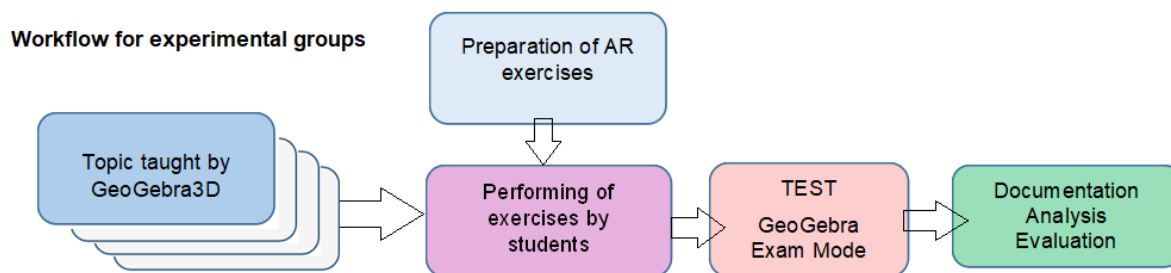 Workflow for experimental groups
Preparation of AR
exercises
Topic taught by
GeoGebra3D
Performing of
exercises by
students
TEST
GeoGebra
Exam Mode
Documentation
Analysis
Evaluation